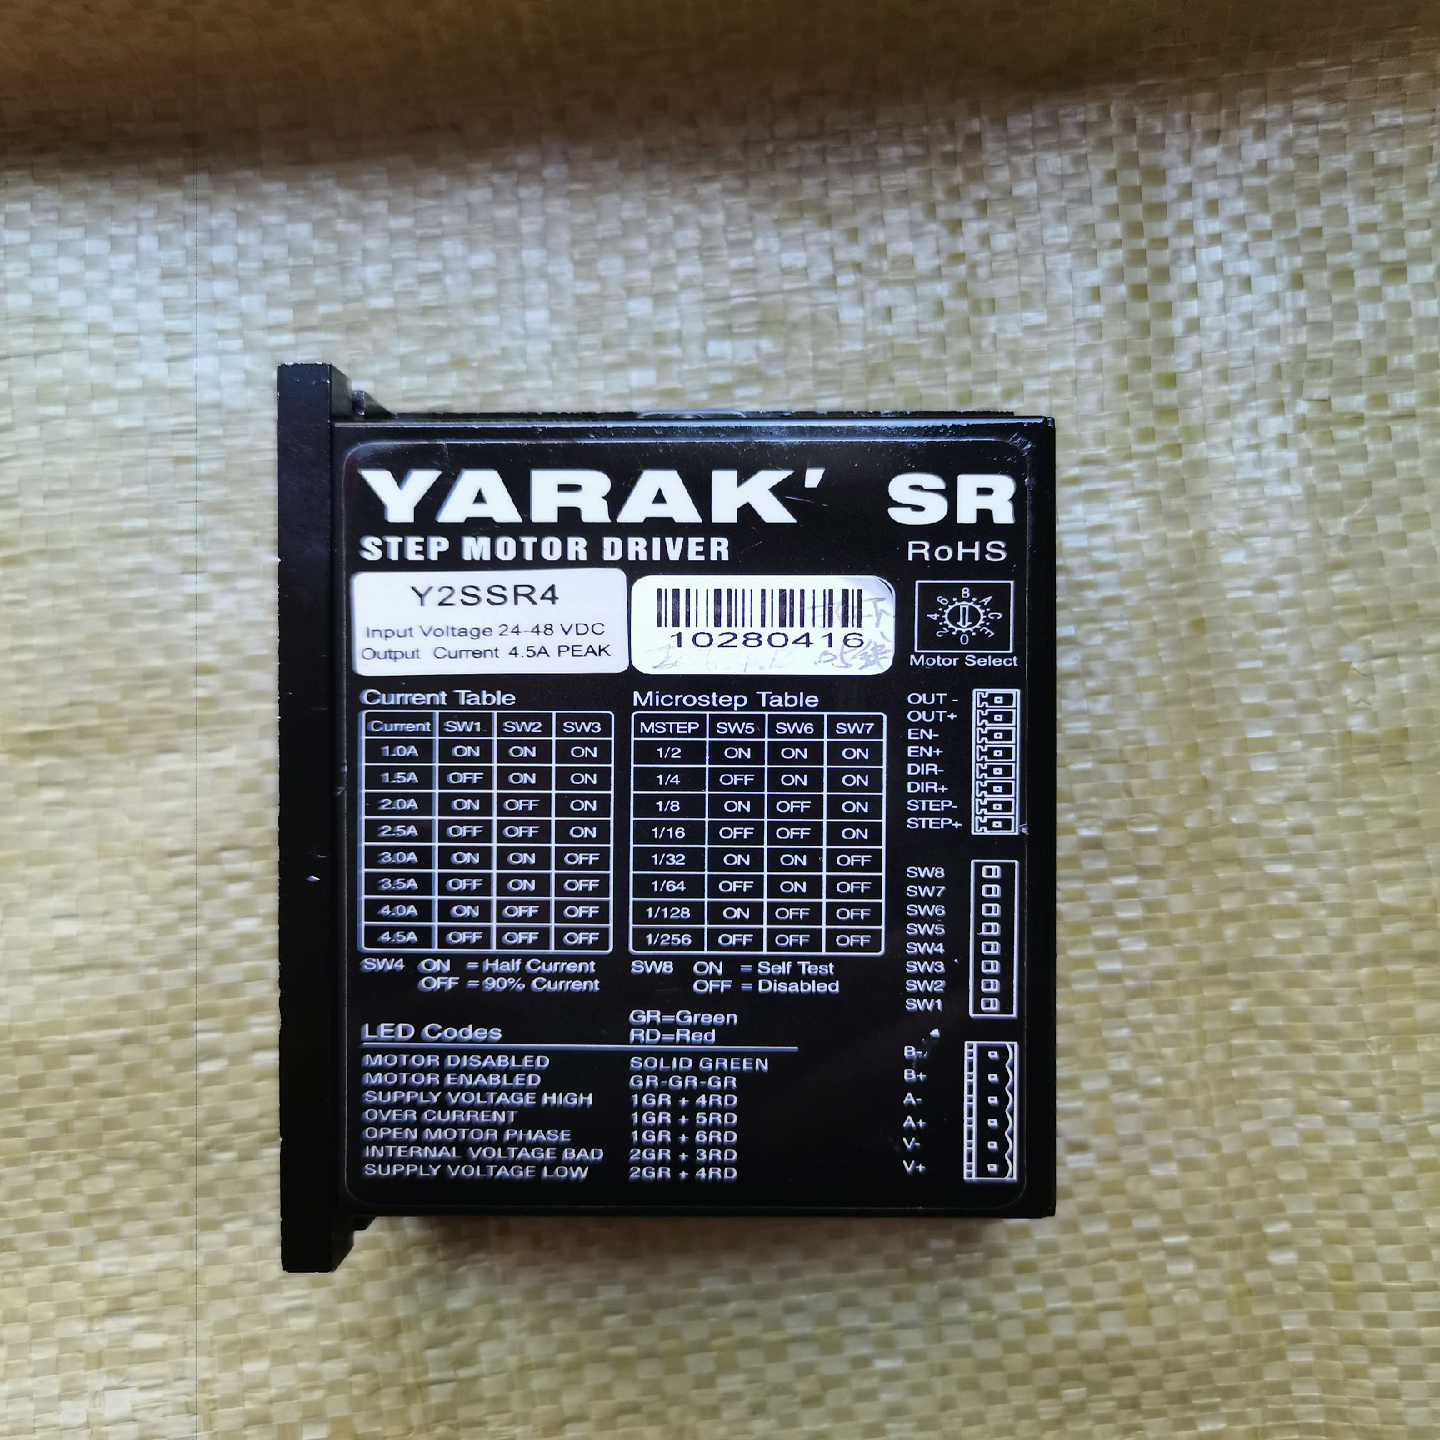 YARAK' SR
STEP MOTOR DRIVER RoHS
Y2SSR4
Input Voltage 24-48 VDC
Output Current 4.5A PEAK
10280416
0 2 4 6 8 A C E
Motor Select
Current Table
Current SW1 SW2 SW3
1.0A ON ON ON
1.5A OFF ON ON
2.0A ON OFF ON
2.5A OFF OFF ON
3.0A ON ON OFF
3.5A OFF ON OFF
4.0A ON OFF OFF
4.5A OFF OFF OFF
SW4 ON = Half Current
OFF = 90% Current
Microstep Table
MSTEP SW5 SW6 SW7
1/2 ON ON ON
1/4 OFF ON ON
1/8 ON OFF ON
1/16 OFF OFF ON
1/32 ON ON OFF
1/64 OFF ON OFF
1/128 ON OFF OFF
1/256 OFF OFF OFF
SW8 ON = Self Test
OFF = Disabled
GR=Green
LED Codes RD=Red
MOTOR DISABLED SOLID GREEN
MOTOR ENABLED GR-GR-GR
SUPPLY VOLTAGE HIGH 1GR + 4RD
OVER CURRENT 1GR + 5RD
OPEN MOTOR PHASE 1GR + 6RD
INTERNAL VOLTAGE BAD 2GR + 3RD
SUPPLY VOLTAGE LOW 2GR + 4RD
OUT -
OUT+
EN-
EN+
DIR-
DIR+
STEP-
STEP+
SW8
SW7
SW6
SW5
SW4
SW3
SW2
SW1
B-
B+
A-
A+
V-
V+